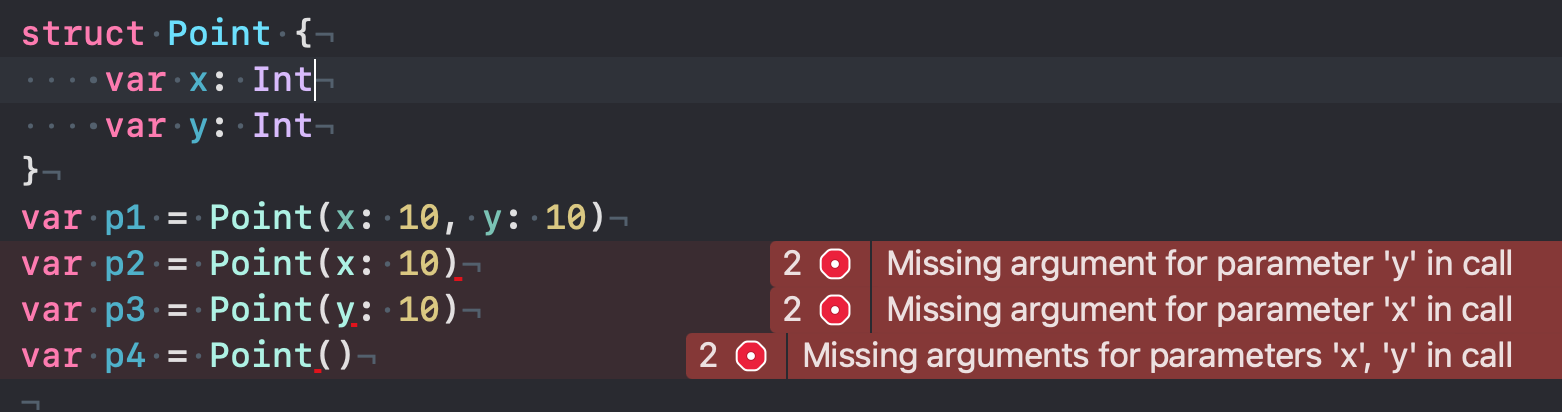 struct Point {
    var x: Int
    var y: Int
}
var p1 = Point(x: 10, y: 10)
var p2 = Point(x: 10) 2 Missing argument for parameter 'y' in call
var p3 = Point(y: 10) 2 Missing argument for parameter 'x' in call
var p4 = Point() 2 Missing arguments for parameters 'x', 'y' in call